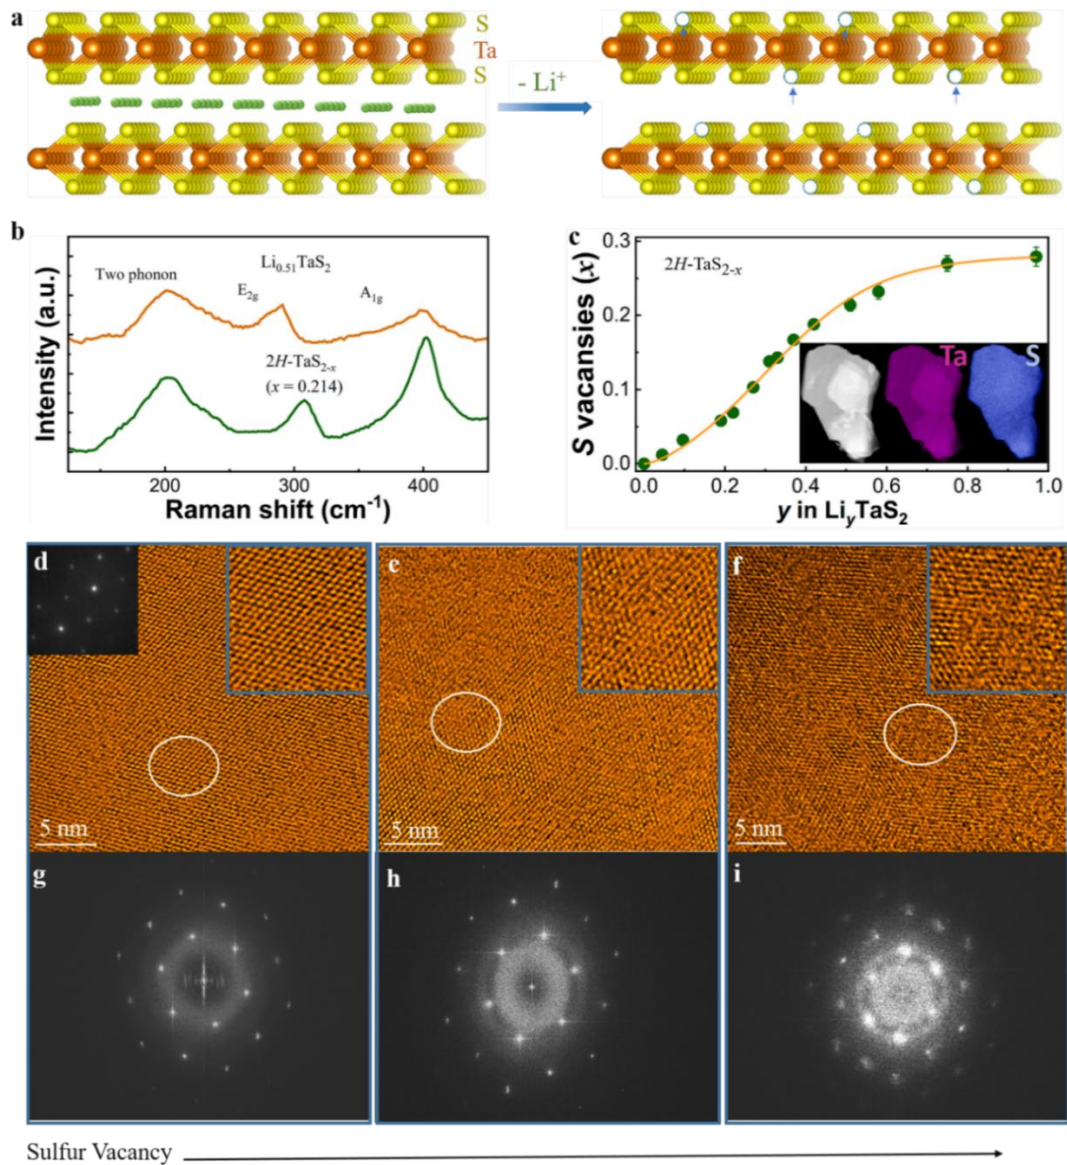 a
S
Ta
S
- Li⁺
b
Intensity (a.u.)
Li₀.₅₁TaS₂
Two phonon
E₂g
A₁g
2H-TaS₂₋ₓ
(x = 0.214)
200
300
400
Raman shift (cm⁻¹)
c
S vacansies (x)
0.3
0.2
0.1
0.0
2H-TaS₂₋ₓ
Ta
S
0.0
0.2
0.4
0.6
0.8
1.0
y in LiyTaS₂
d
5 nm
e
5 nm
f
5 nm
g
h
i
Sulfur Vacancy